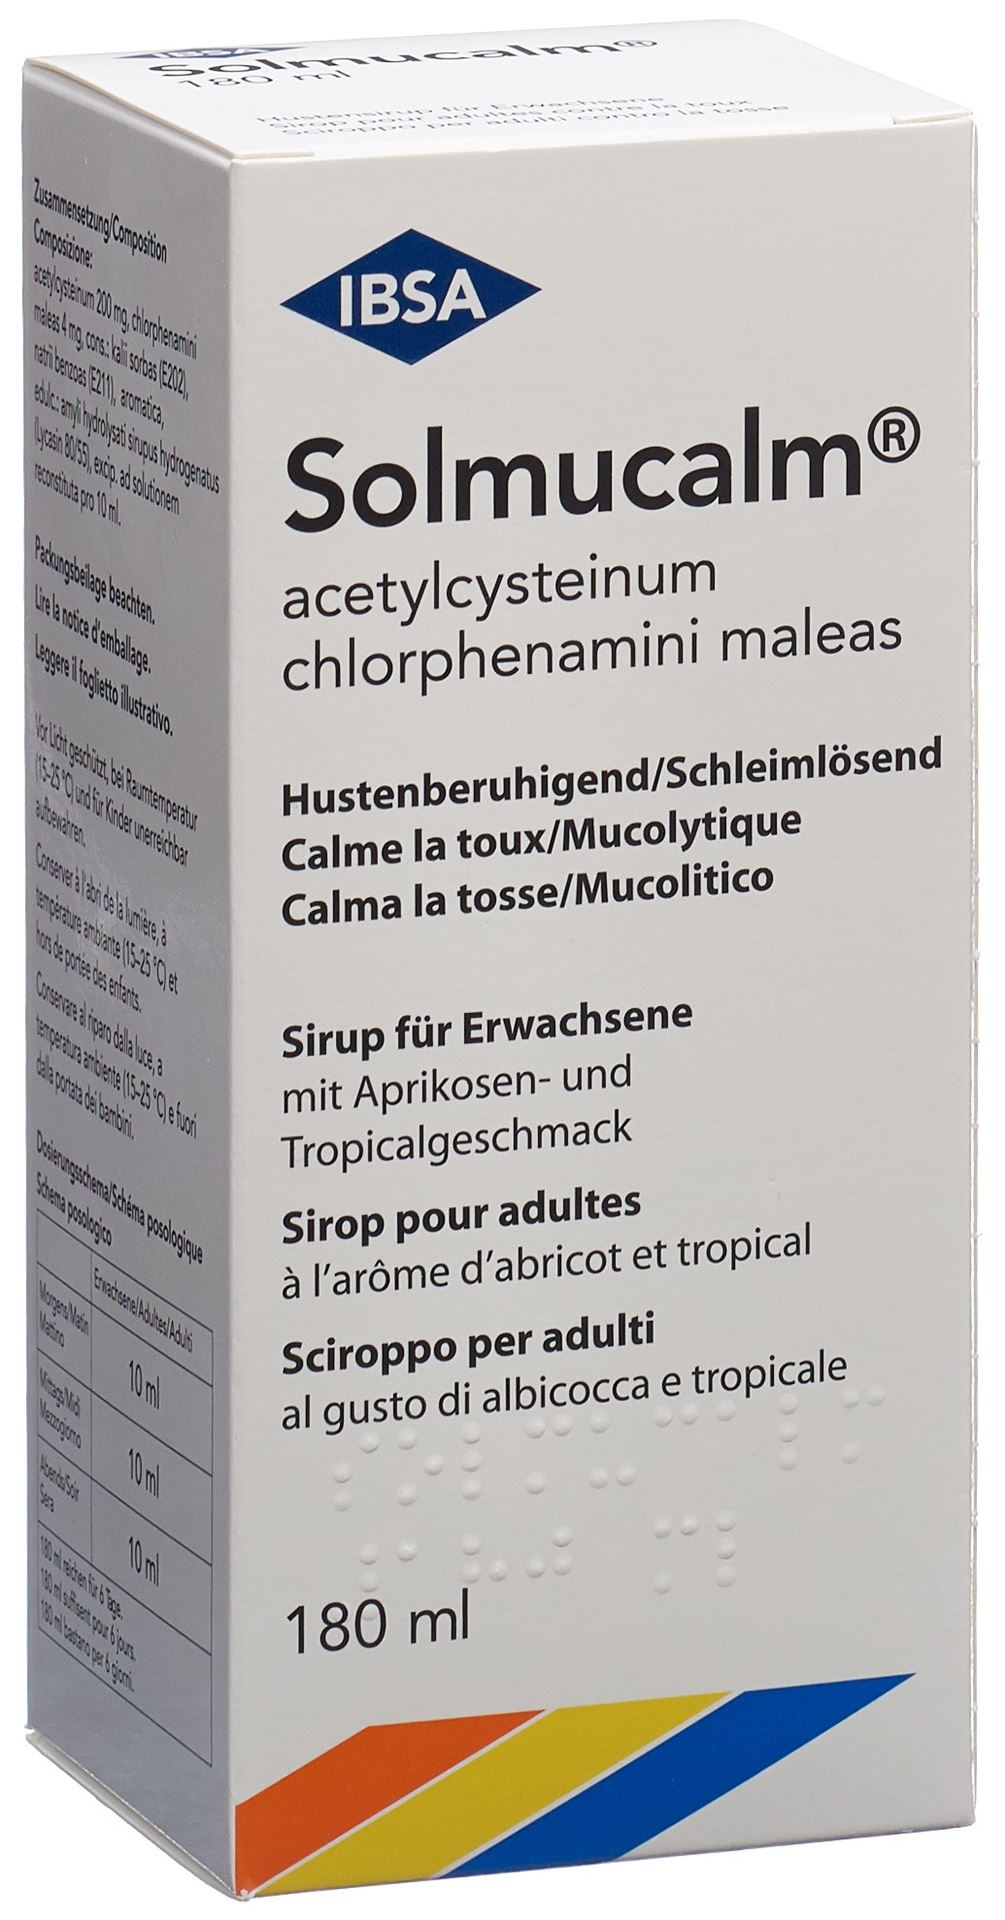 IBSA
Solmucalm®
180 ml
Hustensirup für Erwachsene
Sirop pour adultes contre la toux
Sciroppo per adulti contro la tosse
IBSA
Solmucalm®
acetylcysteinum
chlorphenamini maleas
Hustenberuhigend/Schleimlösend
Calme la toux/Mucolytique
Calma la tosse/Mucolitico
Sirup für Erwachsene
mit Aprikosen- und
Tropicalgeschmack
Sirop pour adultes
à l'arôme d'abricot et tropical
Sciroppo per adulti
al gusto di albicocca e tropicale
180 ml
Zusammensetzung/Composition
Composizione:
acetylcysteinum 200 mg, chlorphenamini
maleas 4 mg, cons.: kalii sorbas (E202),
natrii benzoas (E211), aromatica,
edulc.: amyli hydrolysati sirupus hydrogenatus
(Lycasin 80/55), excip. ad solutionem
reconstituta pro 10 ml.
Packungsbeilage beachten.
Lire la notice d'emballage.
Leggere il foglietto illustrativo.
Vor Licht geschützt, bei Raumtemperatur
(15-25 °C) und für Kinder unerreichbar
aufbewahren.
Conserver à l'abri de la lumière, à
température ambiante (15-25 °C) et
hors de portée des enfants.
Conservare al riparo dalla luce, a
temperatura ambiente (15-25 °C) e fuori
dalla portata dei bambini.
Dosierungsschema/Schéma posologique
Schema posologico
Erwachsene/Adultes/Adulti
Morgens/Matin
Mattino
10 ml
Mittags/Midi
Mezzogiorno
10 ml
Abends/Soir
Sera
10 ml
180 ml reichen für 6 Tage.
180 ml suffisent pour 6 jours.
180 ml bastano per 6 giorni.